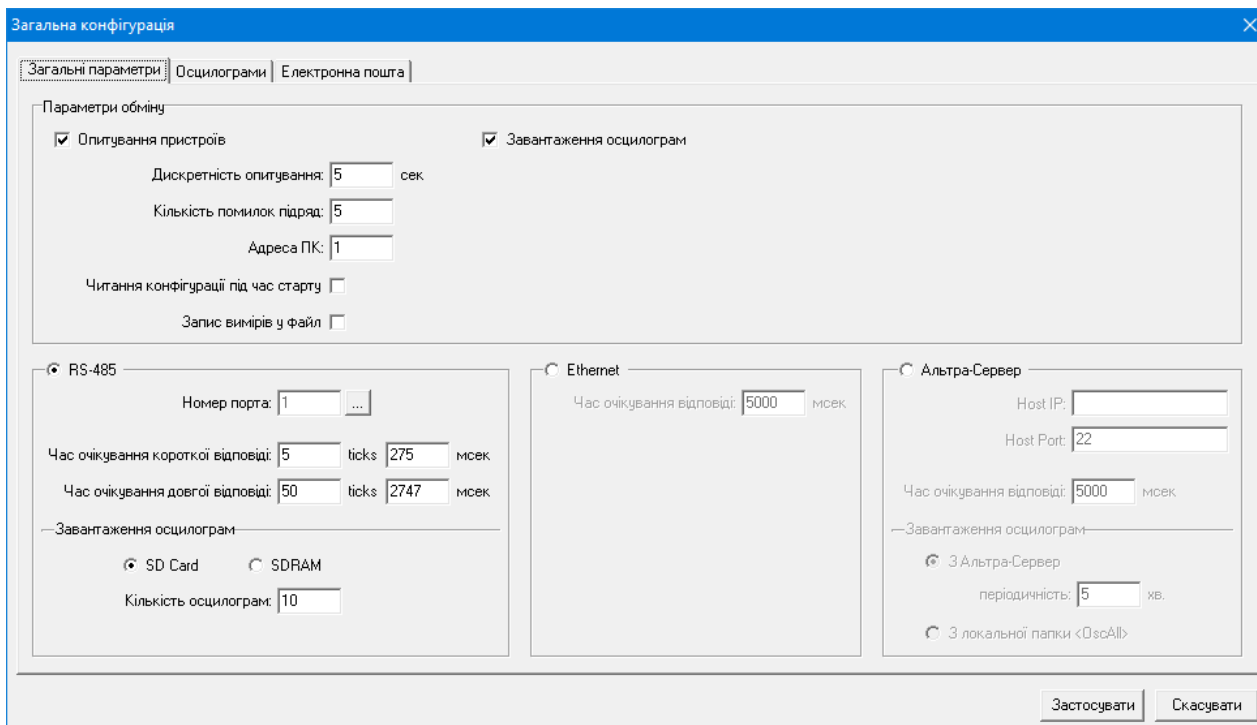 Загальна конфігурація
Загальні параметри Осцилограми Електронна пошта
Параметри обміну
Опитування пристроїв Завантаження осцилограм
Дискретність опитування: 5 сек
Кількість помилок підряд: 5
Адреса ПК: 1
Читання конфігурації під час старту
Запис вимірів у файл
RS-485
Номер порта: 1 ...
Час очікування короткої відповіді: 5 ticks 275 мсек
Час очікування довгої відповіді: 50 ticks 2747 мсек
Завантаження осцилограм
SD Card SDRAM
Кількість осцилограм: 10
Ethernet
Час очікування відповіді: 5000 мсек
Альтра-Сервер
Host IP:
Host Port: 22
Час очікування відповіді: 5000 мсек
Завантаження осцилограм
З Альтра-Сервер
періодичність: 5 хв.
З локальної папки <OscAll>
Застосувати Скасувати